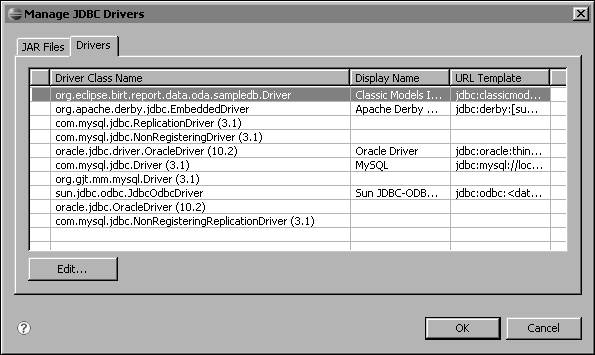 Manage JDBC Drivers
JAR Files Drivers
Driver Class Name Display Name URL Template
org.eclipse.birt.report.data.oda.sampledb.Driver Classic Models I... jdbc:classicmod...
org.apache.derby.jdbc.EmbeddedDriver Apache Derby ... jdbc:derby:[su...
com.mysql.jdbc.ReplicationDriver (3.1)
com.mysql.jdbc.NonRegisteringDriver (3.1)
oracle.jdbc.driver.OracleDriver (10.2) Oracle Driver jdbc:oracle:thin...
com.mysql.jdbc.Driver (3.1) MySQL jdbc:mysql://loc...
org.gjt.mm.mysql.Driver (3.1)
sun.jdbc.odbc.JdbcOdbcDriver Sun JDBC-ODB... jdbc:odbc:<dat...
oracle.jdbc.OracleDriver (10.2)
com.mysql.jdbc.NonRegisteringReplicationDriver (3.1)
Edit...
? OK Cancel